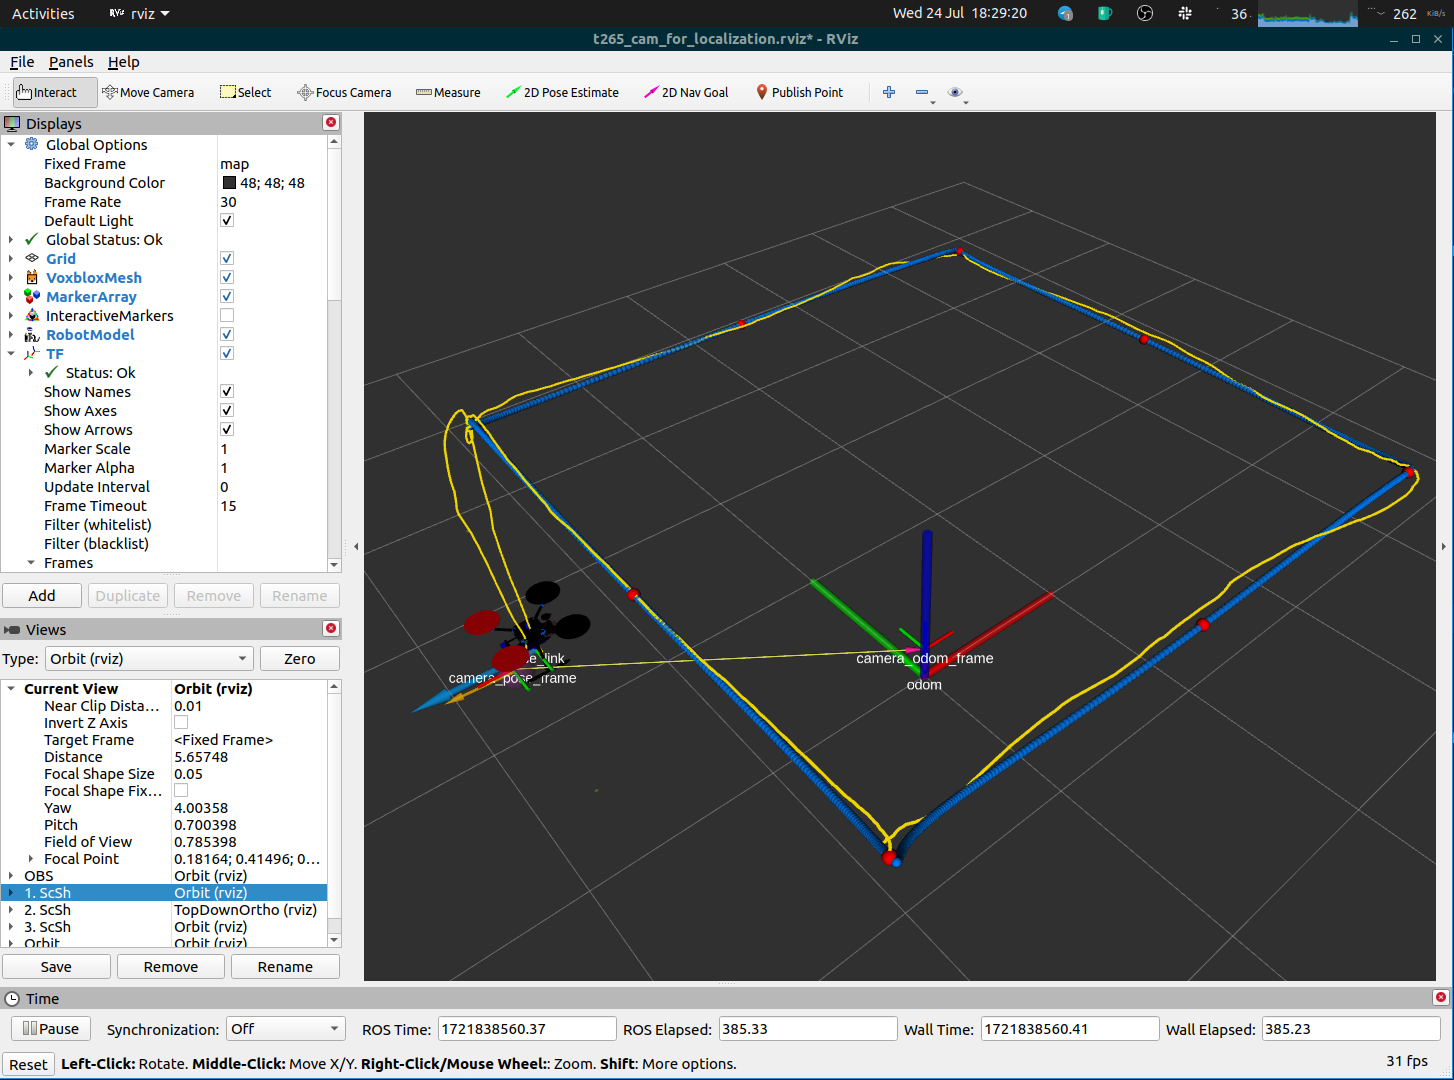 Activities
rviz
rviz
Wed 24 Jul 18:29:20
36
262
KiB/s
t265_cam_for_localization.rviz* - RViz
File Panels Help
Interact Move Camera Select Focus Camera Measure 2D Pose Estimate 2D Nav Goal Publish Point
Displays
Global Options
Fixed Frame map
Background Color 48; 48; 48
Frame Rate 30
Default Light
Global Status: Ok
Grid
VoxbloxMesh
MarkerArray
InteractiveMarkers
RobotModel
TF
Status: Ok
Show Names
Show Axes
Show Arrows
Marker Scale 1
Marker Alpha 1
Update Interval 0
Frame Timeout 15
Filter (whitelist)
Filter (blacklist)
Frames
Add Duplicate Remove Rename
Views
Type: Orbit (rviz) Zero
Current View Orbit (rviz)
Near Clip Dista... 0.01
Invert Z Axis
Target Frame <Fixed Frame>
Distance 5.65748
Focal Shape Size 0.05
Focal Shape Fix...
Yaw 4.00358
Pitch 0.700398
Field of View 0.785398
Focal Point 0.18164; 0.41496; 0...
OBS Orbit (rviz)
1. ScSh Orbit (rviz)
2. ScSh TopDownOrtho (rviz)
3. ScSh Orbit (rviz)
Orbit Orbit (rviz)
Save Remove Rename
camera_pose_frame
camera_odom_frame
odom
Time
Pause Synchronization: Off ROS Time: 1721838560.37 ROS Elapsed: 385.33 Wall Time: 1721838560.41 Wall Elapsed: 385.23
Reset Left-Click: Rotate. Middle-Click: Move X/Y. Right-Click/Mouse Wheel:: Zoom. Shift: More options. 31 fps